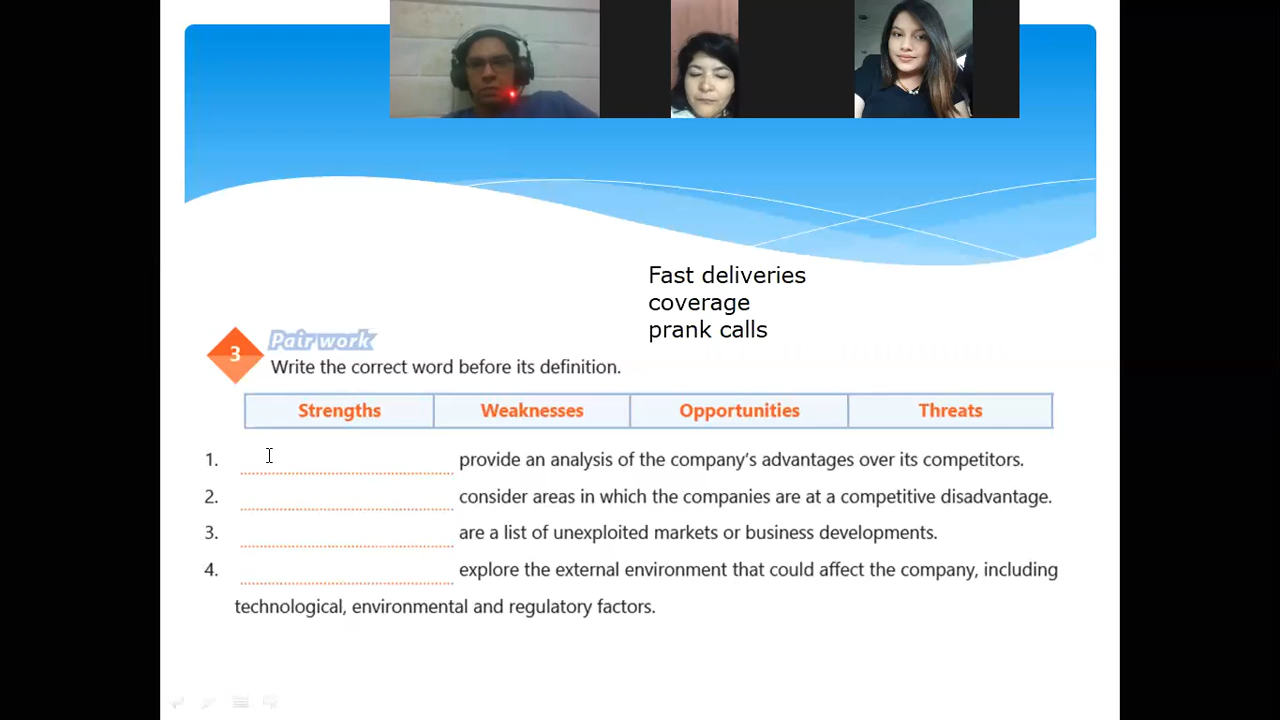 Fast deliveries
coverage
prank calls
3
Pair work
Write the correct word before its definition.
Strengths Weaknesses Opportunities Threats
1. provide an analysis of the company's advantages over its competitors.
2. consider areas in which the companies are at a competitive disadvantage.
3. are a list of unexploited markets or business developments.
4. explore the external environment that could affect the company, including
technological, environmental and regulatory factors.